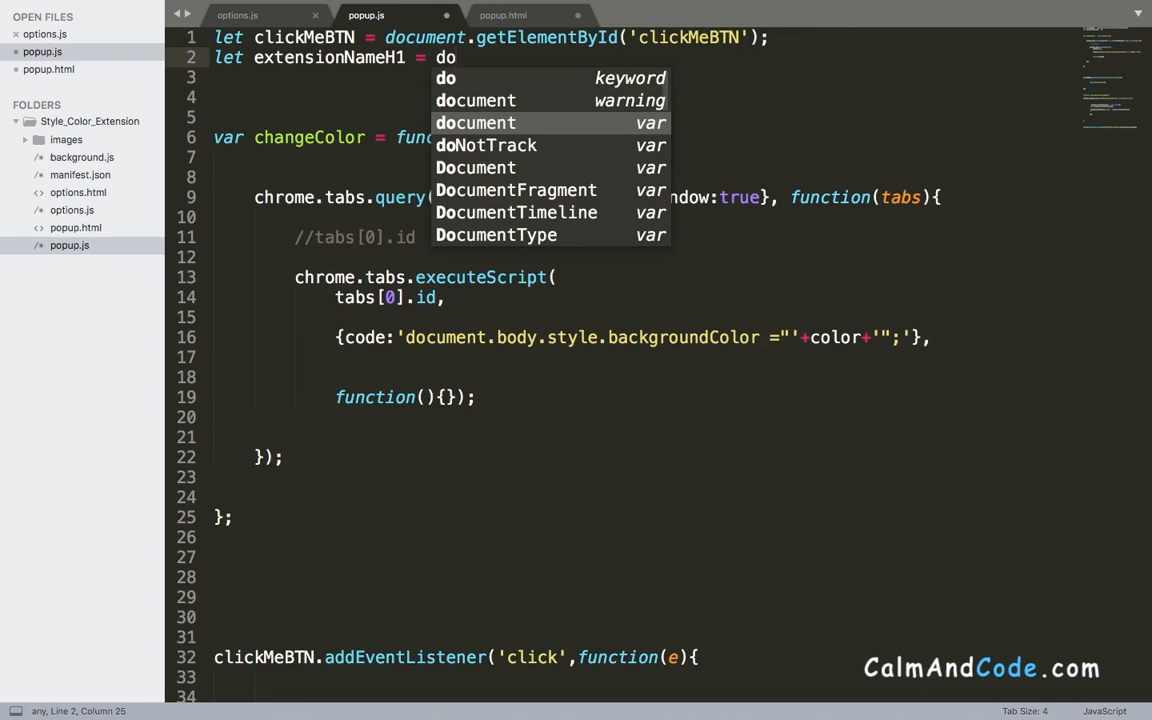 OPEN FILES
options.js
popup.js
popup.html
FOLDERS
Style_Color_Extension
images
background.js
manifest.json
options.html
options.js
popup.html
popup.js
options.js
popup.js
popup.html
1 let clickMeBTN = document.getElementById('clickMeBTN');
2 let extensionNameH1 = do
do keyword
document warning
document var
doNotTrack var
Document var
DocumentFragment var
DocumentTimeline var
DocumentType var
3
4
5
6 var changeColor = func
7
8
9 chrome.tabs.query( ndow:true}, function(tabs){
10
11 //tabs[0].id
12
13 chrome.tabs.executeScript(
14 tabs[0].id,
15
16 {code:'document.body.style.backgroundColor ="'+color+'";'},
17
18
19 function(){});
20
21
22 });
23
24
25 };
26
27
28
29
30
31
32 clickMeBTN.addEventListener('click',function(e){
33
34
CalmAndCode.com
any, Line 2, Column 25
Tab Size: 4
JavaScript